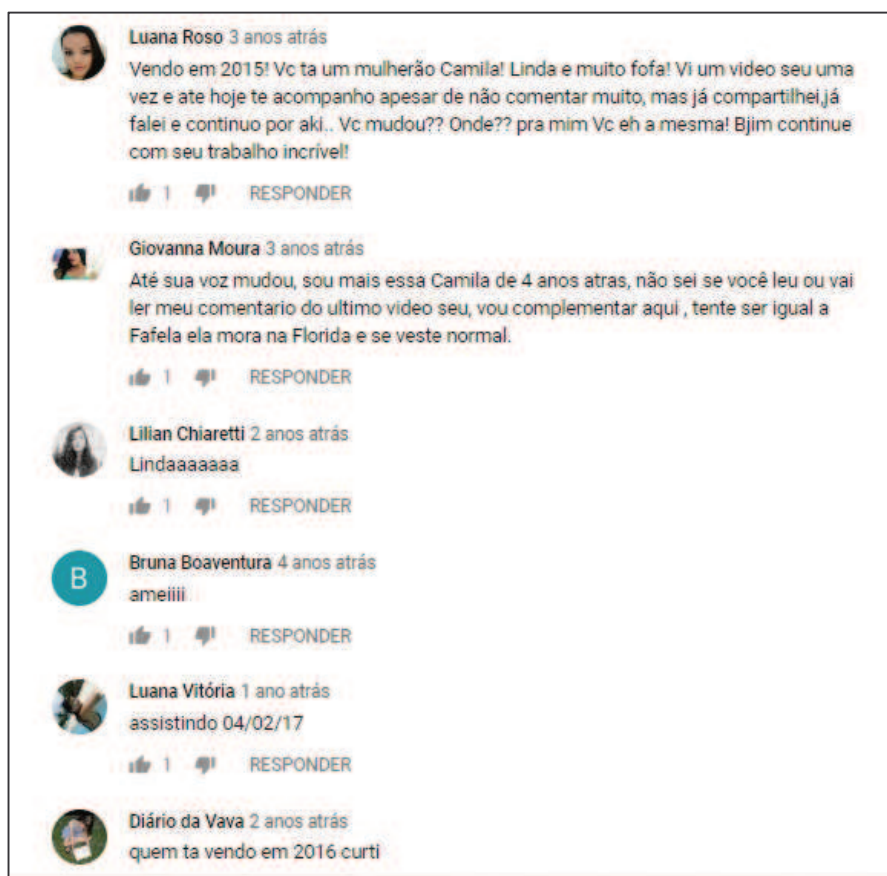 Luana Roso 3 anos atrás
Vendo em 2015! Vc ta um mulherão Camila! Linda e muito fofa! Vi um video seu uma
vez e ate hoje te acompanho apesar de não comentar muito, mas já compartilhei,já
falei e continuo por aki.. Vc mudou?? Onde?? pra mim Vc eh a mesma! Bjim continue
com seu trabalho incrível!
1 RESPONDER
Giovanna Moura 3 anos atrás
Até sua voz mudou, sou mais essa Camila de 4 anos atras, não sei se você leu ou vai
ler meu comentario do ultimo video seu, vou complementar aqui , tente ser igual a
Fafela ela mora na Florida e se veste normal.
1 RESPONDER
Lilian Chiaretti 2 anos atrás
Lindaaaaaaa
1 RESPONDER
B
Bruna Boaventura 4 anos atrás
ameiiii
1 RESPONDER
Luana Vitória 1 ano atrás
assistindo 04/02/17
1 RESPONDER
Diário da Vava 2 anos atrás
quem ta vendo em 2016 curti